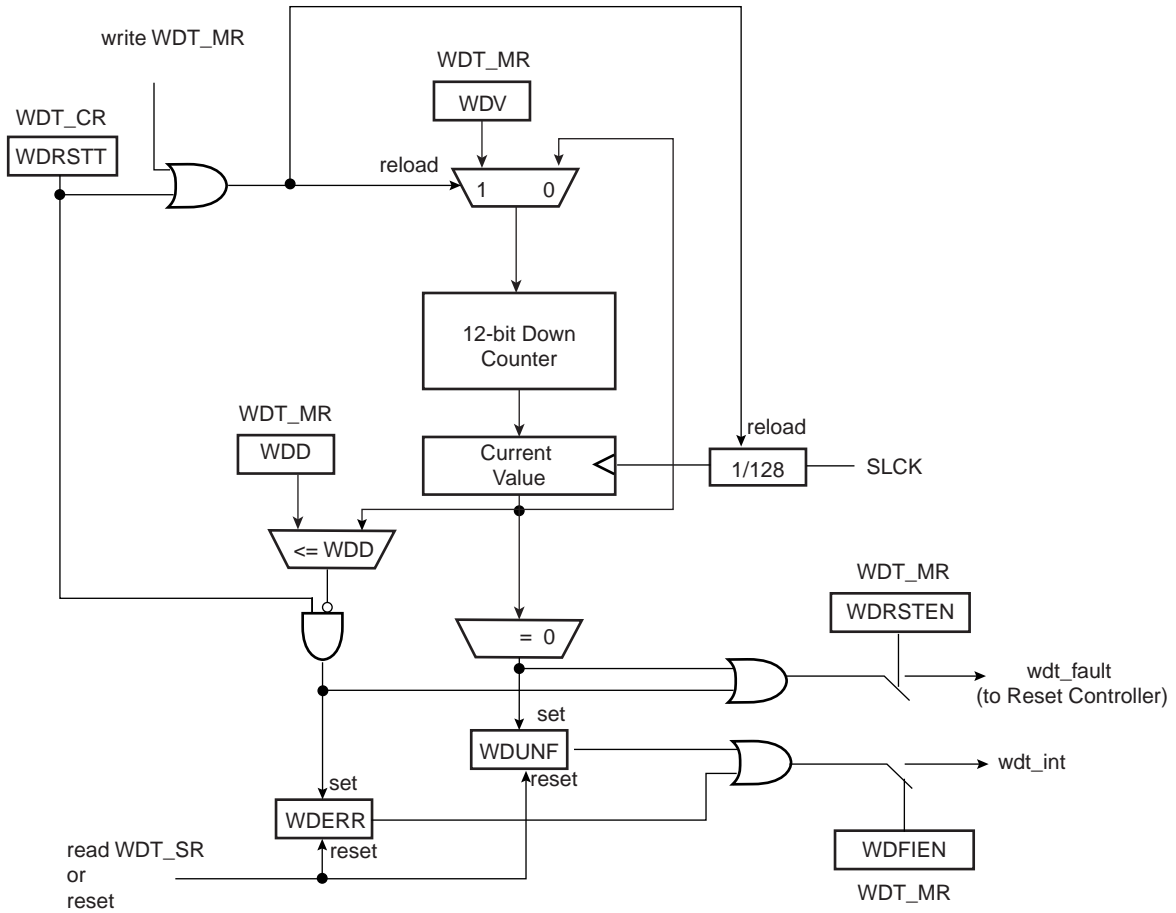 write WDT_MR
WDT_MR
WDV
WDT_CR
WDRSTT
reload
1 0
12-bit Down
Counter
WDT_MR
WDD
reload
Current
Value
1/128
SLCK
<= WDD
WDT_MR
WDRSTEN
= 0
wdt_fault
(to Reset Controller)
set
WDUNF
reset
wdt_int
set
WDERR
reset
WDFIEN
WDT_MR
read WDT_SR
or
reset